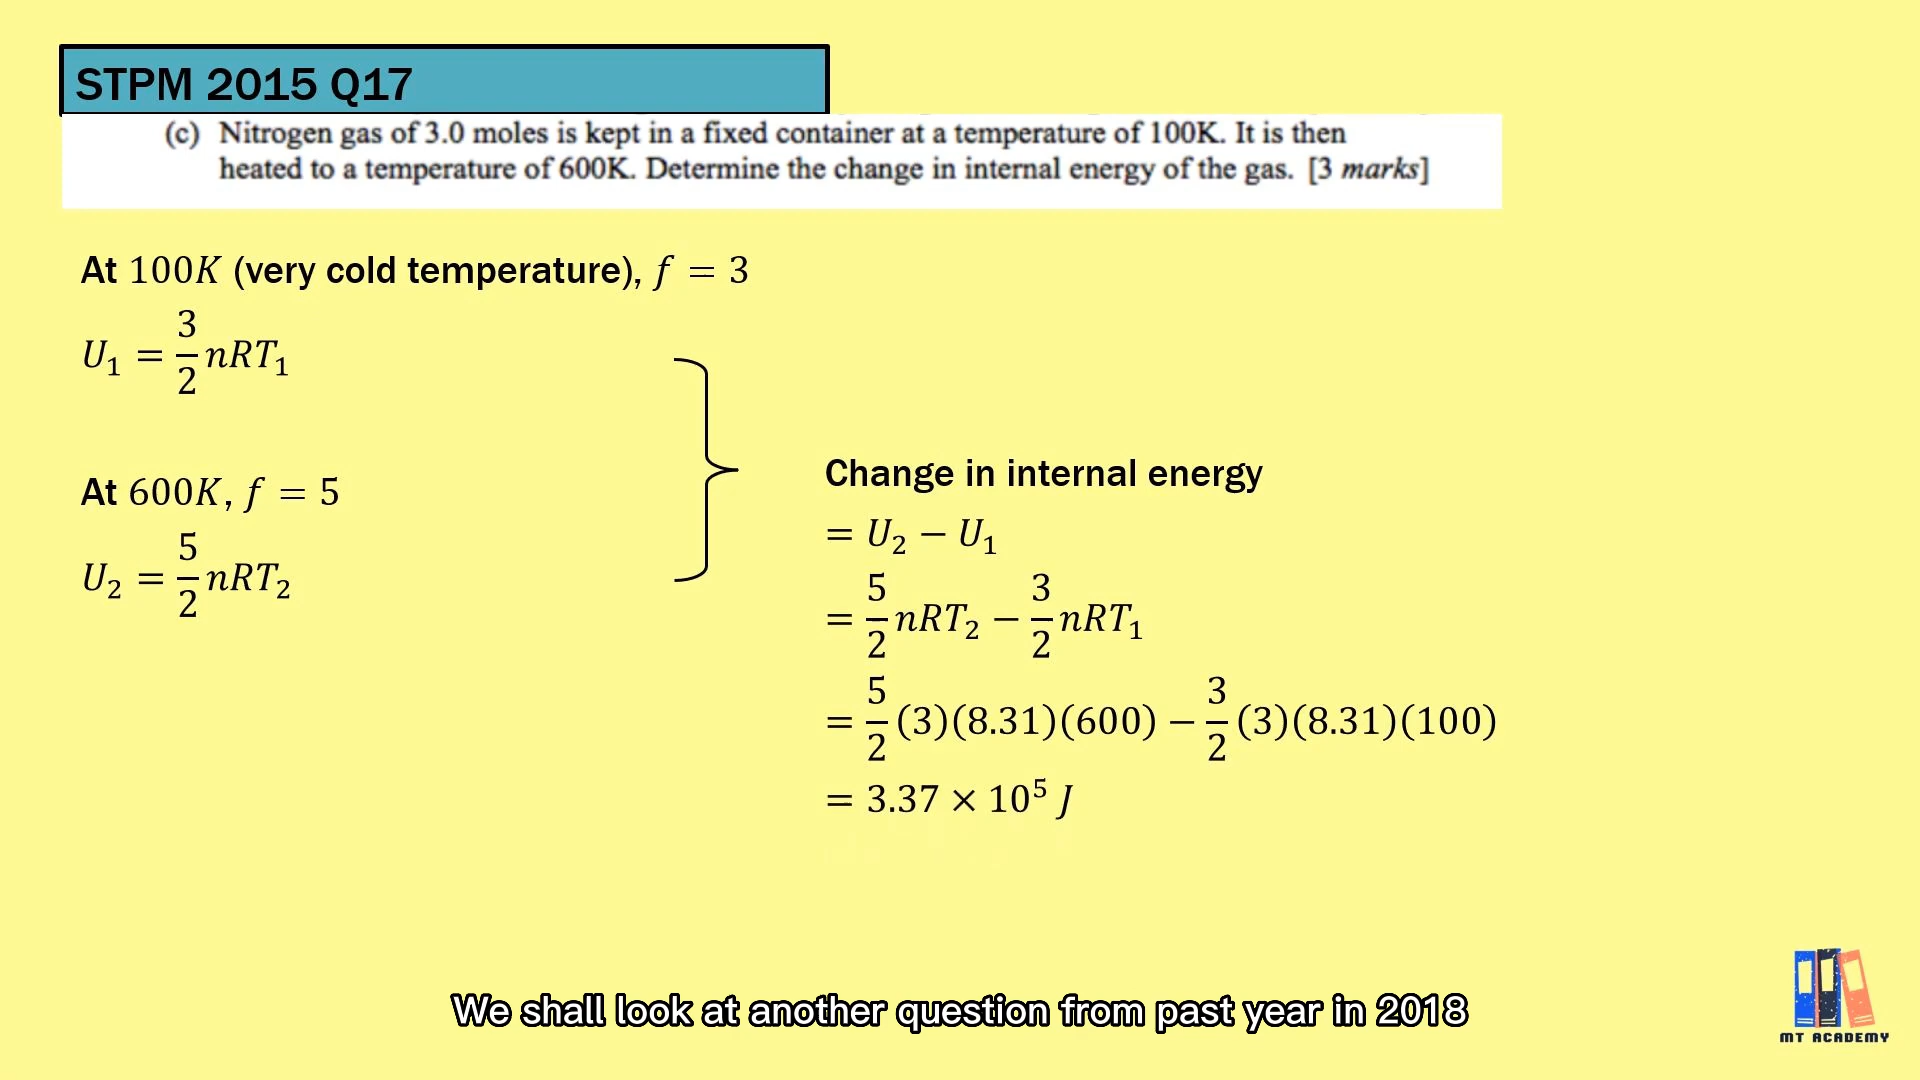 STPM 2015 Q17
(c) Nitrogen gas of 3.0 moles is kept in a fixed container at a temperature of 100K. It is then
heated to a temperature of 600K. Determine the change in internal energy of the gas. [3 marks]
At 100K (very cold temperature), f = 3
U₁ = 3/2 nRT₁
At 600K, f = 5
U₂ = 5/2 nRT₂
Change in internal energy
= U₂ − U₁
= 5/2 nRT₂ − 3/2 nRT₁
= 5/2 (3)(8.31)(600) − 3/2 (3)(8.31)(100)
= 3.37 × 10⁵ J
We shall look at another question from past year in 2018
MT ACADEMY